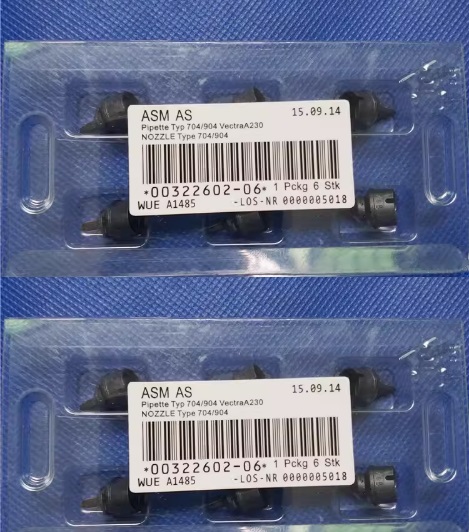 ASM AS 15.09.14
Pipette Typ 704/904 VectraA230
NOZZLE Type 704/904
*00322602-06* 1 Pckg 6 Stk
WUE A1485 -LOS-NR 0000005018
ASM AS 15.09.14
Pipette Typ 704/904 VectraA230
NOZZLE Type 704/904
*00322602-06* 1 Pckg 6 Stk
WUE A1485 -LOS-NR 0000005018